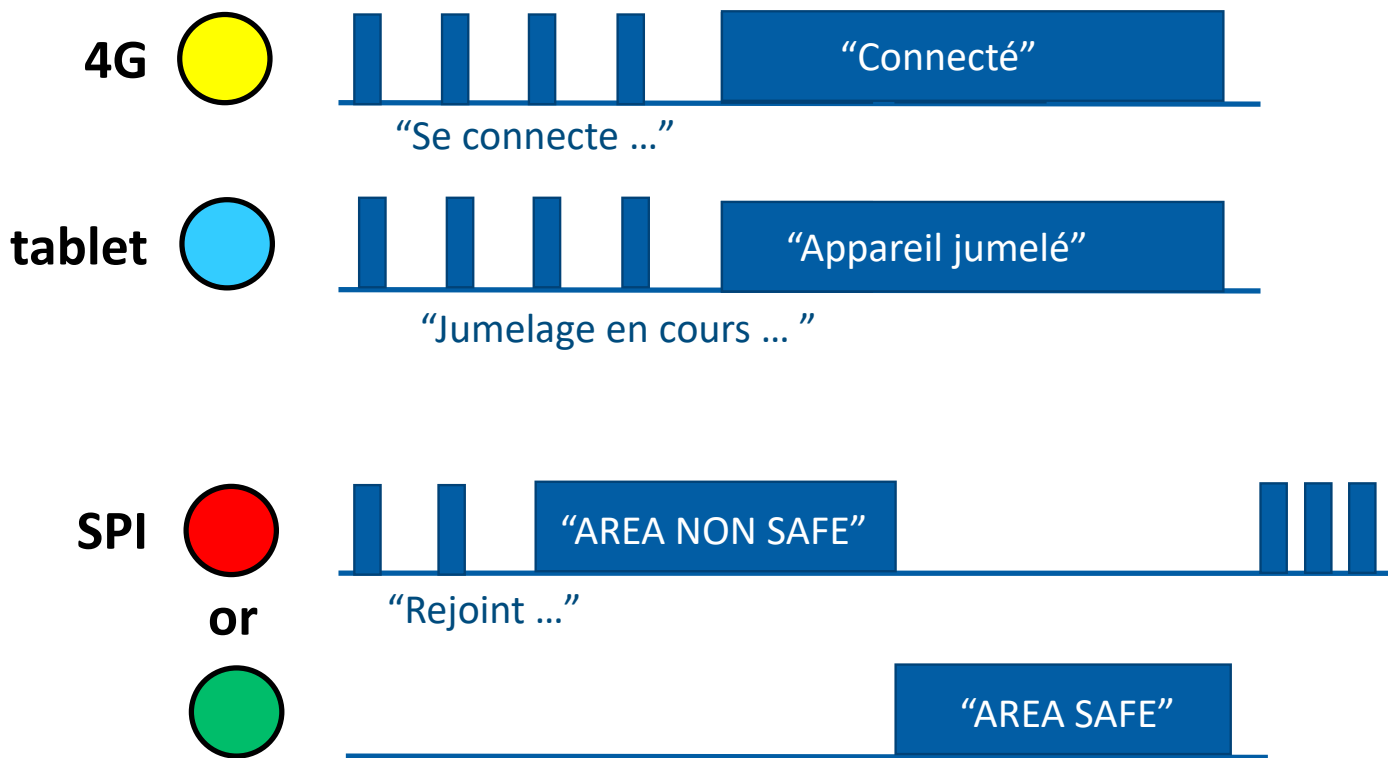 4G
“Connecté”
“Se connecte …”
tablet
“Appareil jumelé”
“Jumelage en cours … ”
SPI
“AREA NON SAFE”
“Rejoint …”
or
“AREA SAFE”